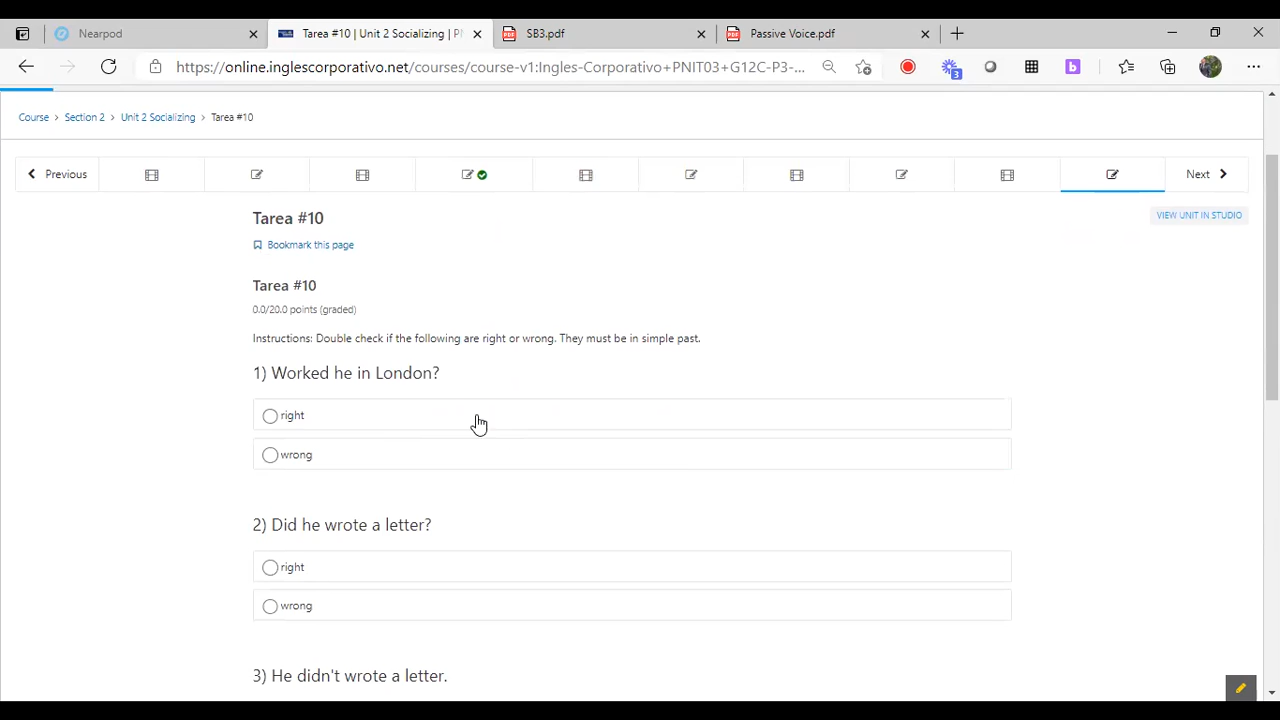 Nearpod
Tarea #10 | Unit 2 Socializing | P
SB3.pdf
Passive Voice.pdf
https://online.inglescorporativo.net/courses/course-v1:Ingles-Corporativo+PNIT03+G12C-P3-...
3
b
Course > Section 2 > Unit 2 Socializing > Tarea #10
Previous
Next
Tarea #10
VIEW UNIT IN STUDIO
Bookmark this page
Tarea #10
0.0/20.0 points (graded)
Instructions: Double check if the following are right or wrong. They must be in simple past.
1) Worked he in London?
right
wrong
2) Did he wrote a letter?
right
wrong
3) He didn't wrote a letter.